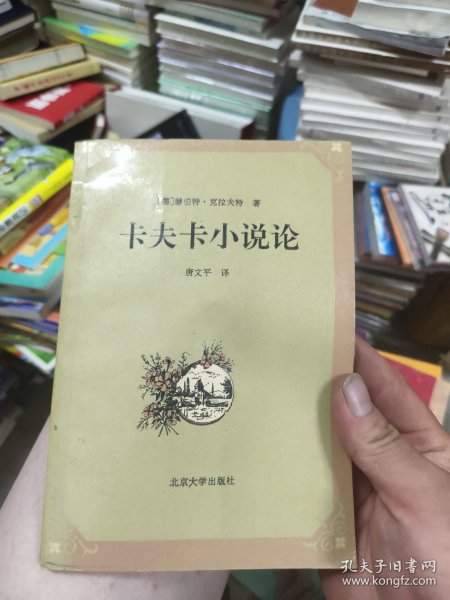 [德]赫伯特·克拉夫特 著
卡夫卡小说论
唐文平 译
北京大学出版社
孔夫子旧书网
www.kongfz.com